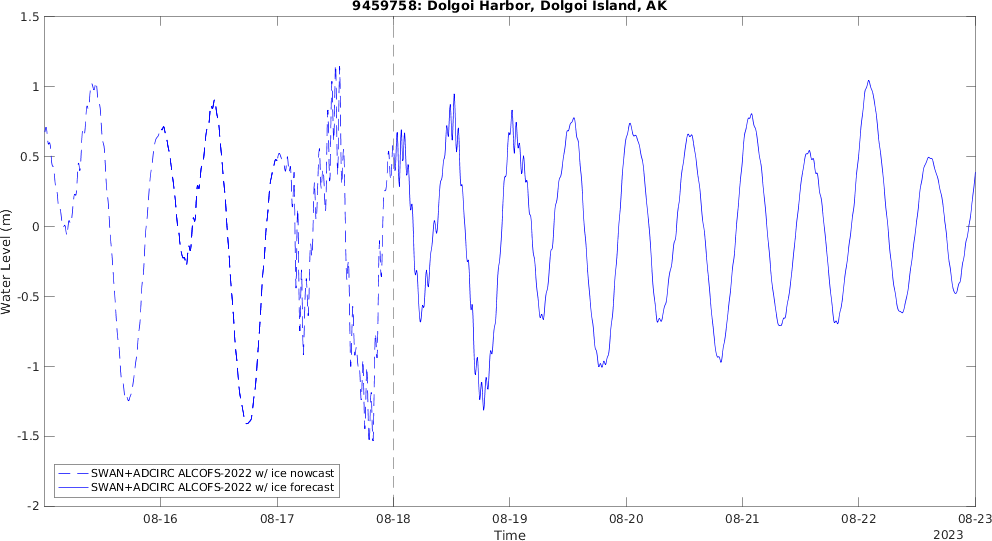 9459758: Dolgoi Harbor, Dolgoi Island, AK
1.5
1
0.5
0
-0.5
-1
-1.5
-2
Water Level (m)
SWAN+ADCIRC ALCOFS-2022 w/ ice nowcast
SWAN+ADCIRC ALCOFS-2022 w/ ice forecast
08-16 08-17 08-18 08-19 08-20 08-21 08-22 08-23
Time
2023